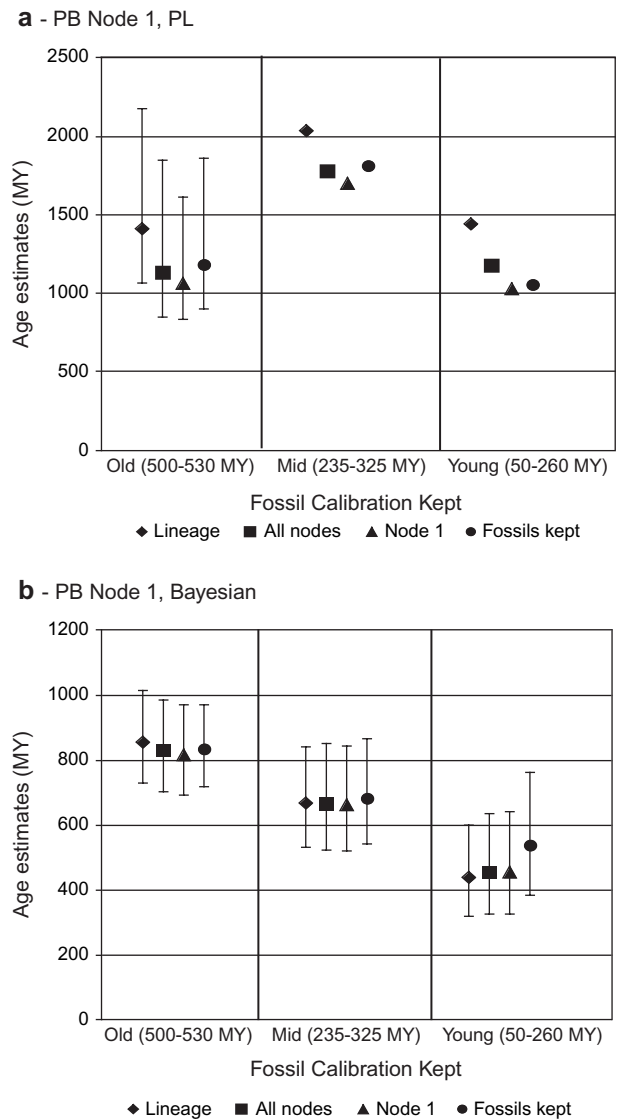 a - PB Node 1, PL
2500
2000
1500
1000
500
0
Age estimates (MY)
Old (500-530 MY) Mid (235-325 MY) Young (50-260 MY)
Fossil Calibration Kept
◆ Lineage ■ All nodes ▲ Node 1 ● Fossils kept
b - PB Node 1, Bayesian
1200
1000
800
600
400
200
0
Age estimates (MY)
Old (500-530 MY) Mid (235-325 MY) Young (50-260 MY)
Fossil Calibration Kept
◆ Lineage ■ All nodes ▲ Node 1 ● Fossils kept